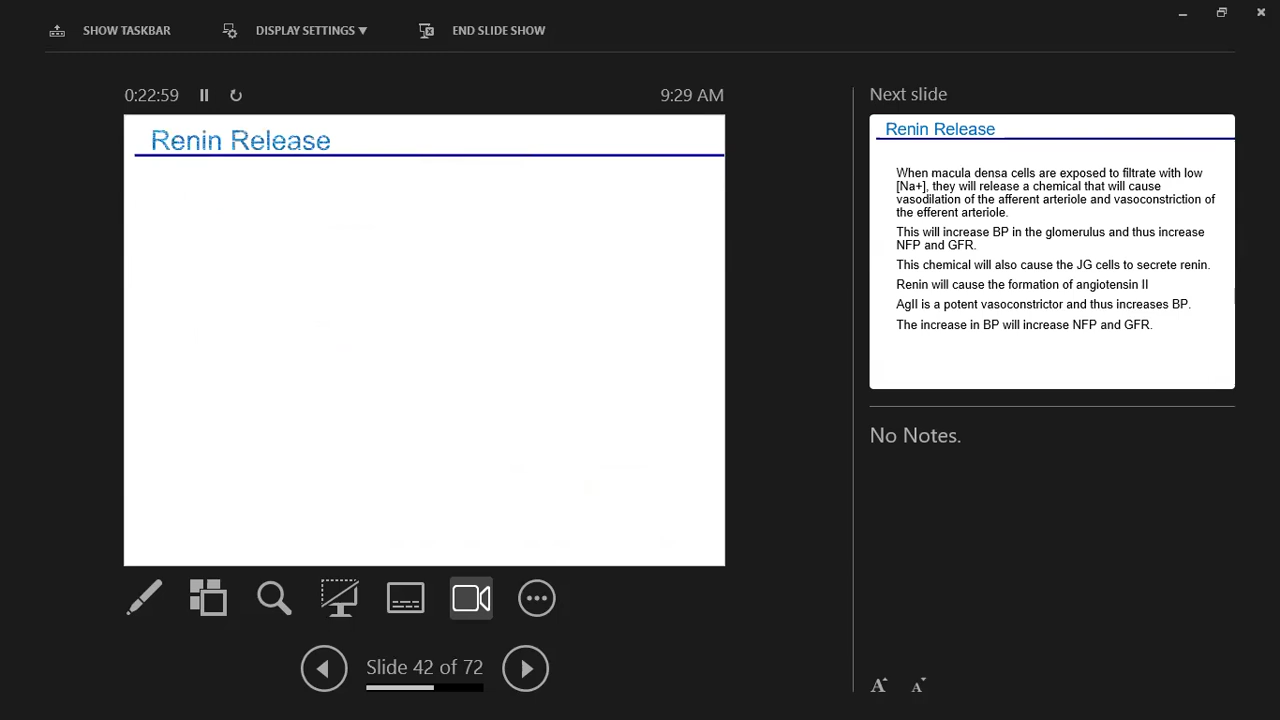 SHOW TASKBAR
DISPLAY SETTINGS ▼
END SLIDE SHOW
0:22:59
9:29 AM
Renin Release
Slide 42 of 72
Next slide
Renin Release
When macula densa cells are exposed to filtrate with low
[Na+], they will release a chemical that will cause
vasodilation of the afferent arteriole and vasoconstriction of
the efferent arteriole.
This will increase BP in the glomerulus and thus increase
NFP and GFR.
This chemical will also cause the JG cells to secrete renin.
Renin will cause the formation of angiotensin II
AgII is a potent vasoconstrictor and thus increases BP.
The increase in BP will increase NFP and GFR.
No Notes.
A A